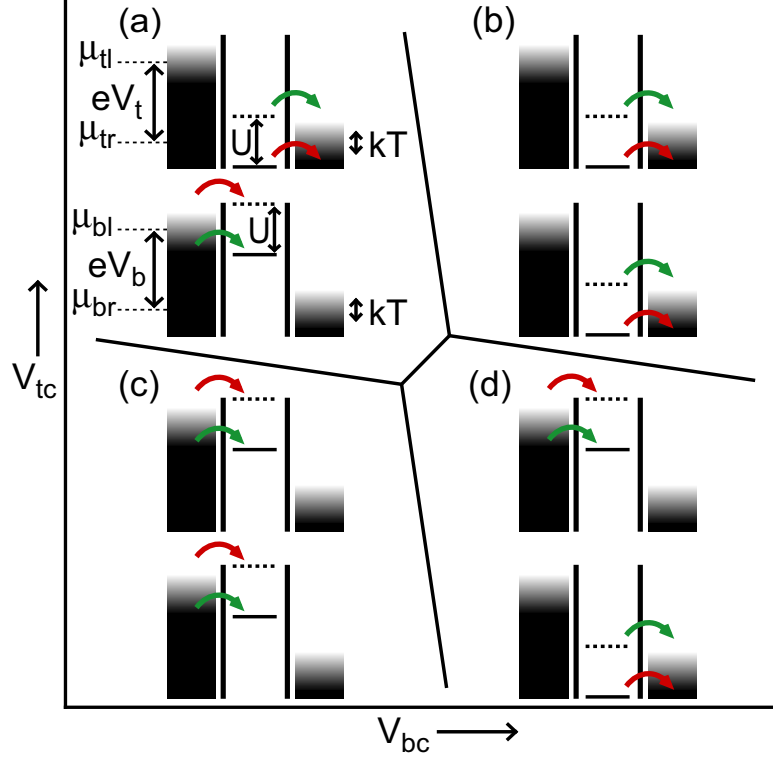 (a)
μtl
eVt
μtr
U
kT
μbl
eVb
μbr
U
kT
(b)
(c)
(d)
Vtc
Vbc